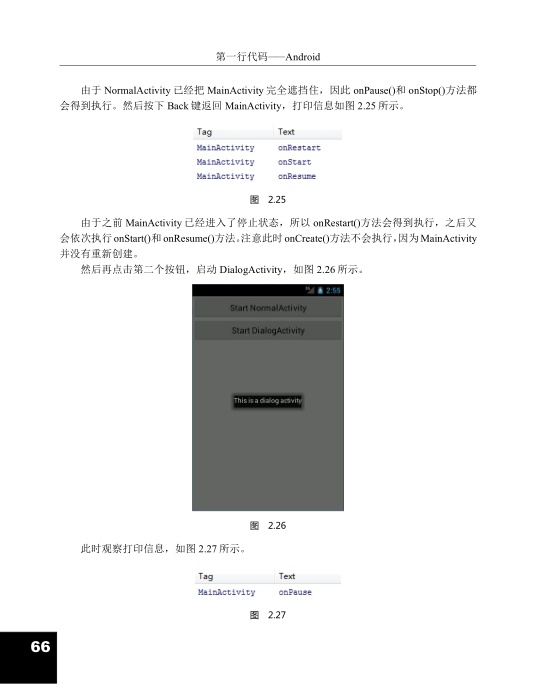 第一行代码——Android
由于 NormalActivity 已经把 MainActivity 完全遮挡住，因此 onPause()和 onStop()方法都
会得到执行。然后按下 Back 键返回 MainActivity，打印信息如图 2.25 所示。
Tag Text
MainActivity onRestart
MainActivity onStart
MainActivity onResume
图 2.25
由于之前 MainActivity 已经进入了停止状态，所以 onRestart()方法会得到执行，之后又
会依次执行 onStart()和 onResume()方法。注意此时 onCreate()方法不会执行，因为 MainActivity
并没有重新创建。
然后再点击第二个按钮，启动 DialogActivity，如图 2.26 所示。
2:55
Start NormalActivity
Start DialogActivity
This is a dialog activity
图 2.26
此时观察打印信息，如图 2.27 所示。
Tag Text
MainActivity onPause
图 2.27
66